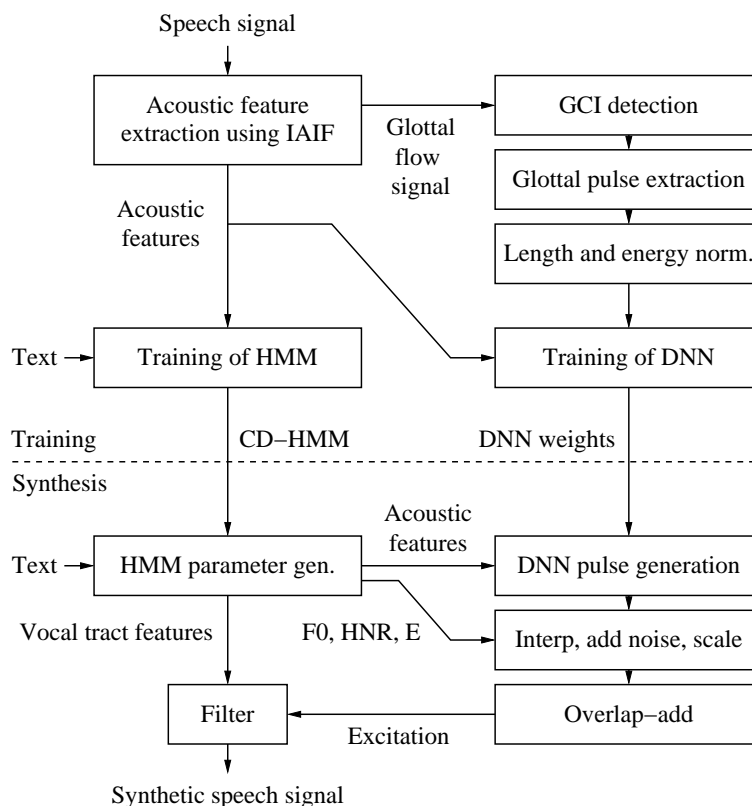 Speech signal
Acoustic feature
extraction using IAIF
GCI detection
Glottal
flow
signal
Glottal pulse extraction
Acoustic
features
Length and energy norm.
Text
Training of HMM
Training of DNN
Training
CD−HMM
DNN weights
Synthesis
Acoustic
features
Text
HMM parameter gen.
DNN pulse generation
Vocal tract features
F0, HNR, E
Interp, add noise, scale
Filter
Overlap−add
Excitation
Synthetic speech signal